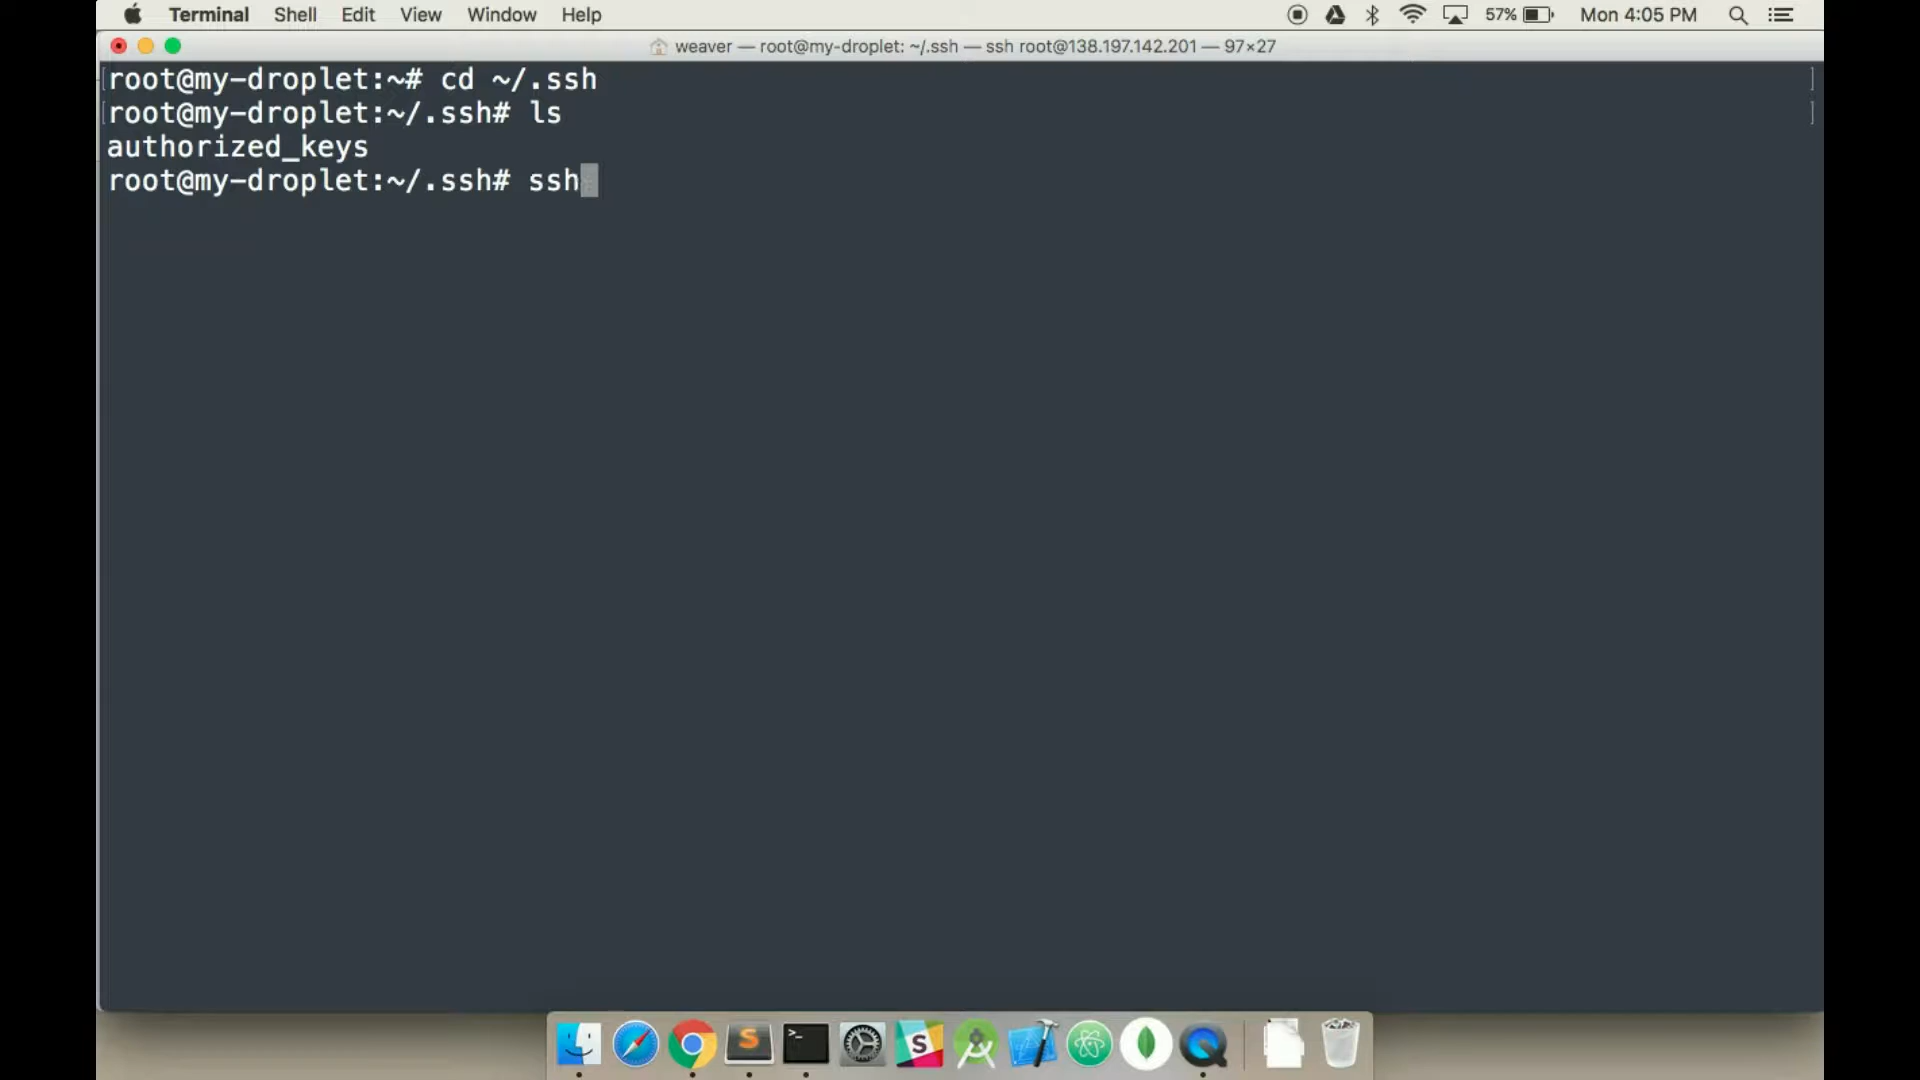 Terminal Shell Edit View Window Help 57% Mon 4:05 PM
weaver — root@my-droplet: ~/.ssh — ssh root@138.197.142.201 — 97×27
[root@my-droplet:~# cd ~/.ssh ]
[root@my-droplet:~/.ssh# ls ]
authorized_keys
root@my-droplet:~/.ssh# ssh
S >_ S